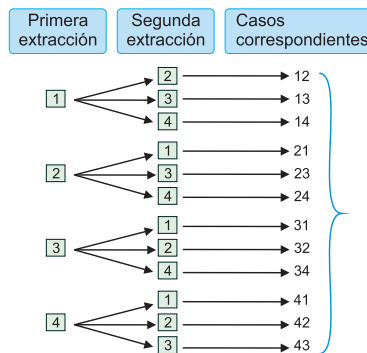 Primera extracción
Segunda extracción
Casos correspondientes
2 12
1 3 13
4 14
1 21
2 3 23
4 24
1 31
3 2 32
4 34
1 41
4 2 42
3 43